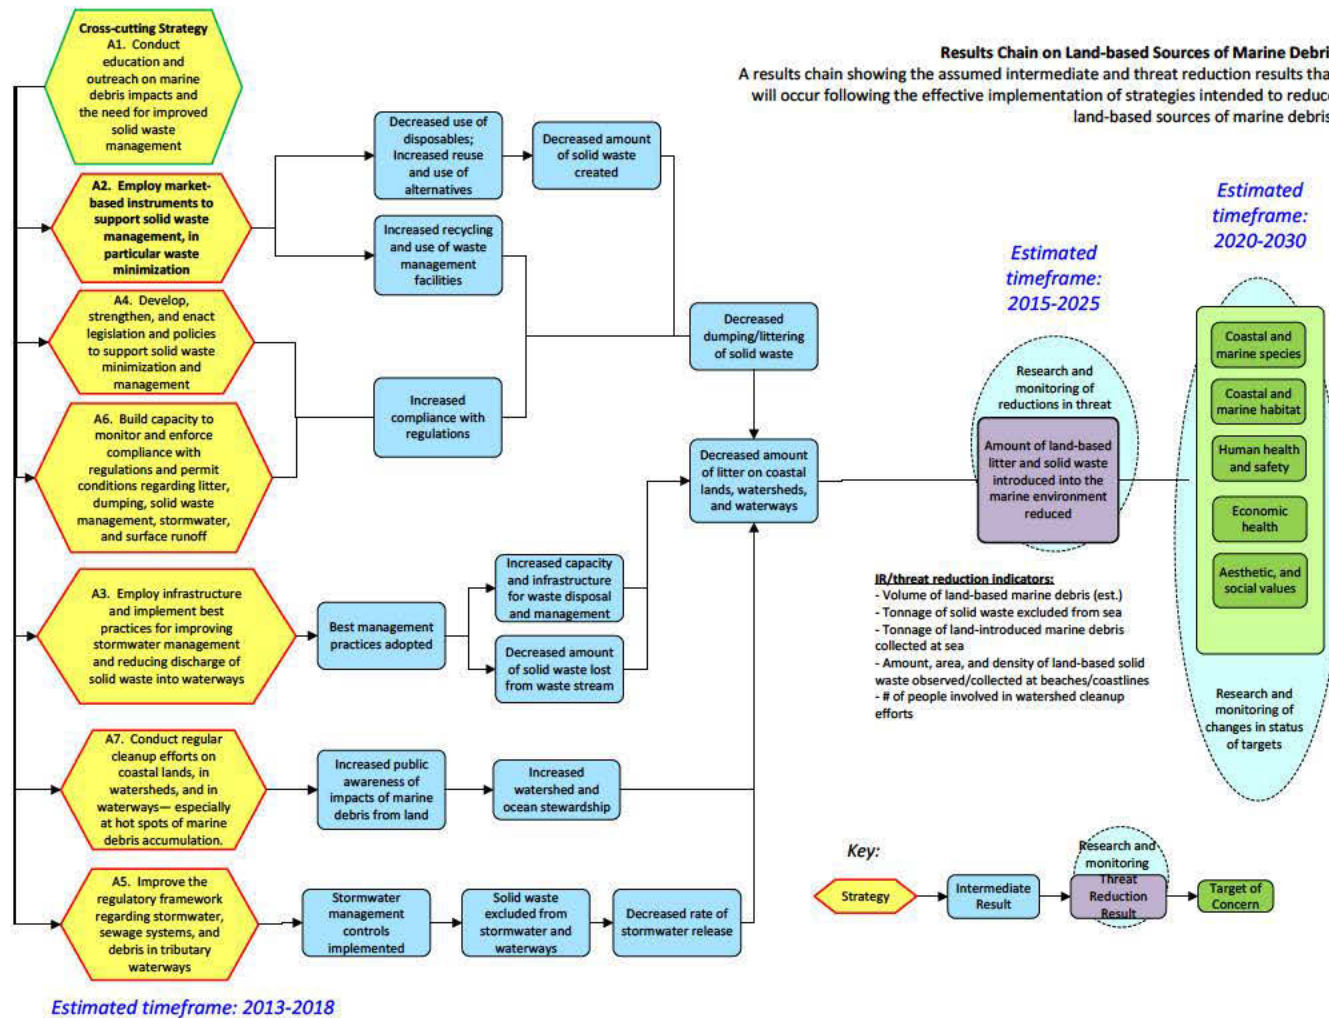 Results Chain on Land-based Sources of Marine Debri
A results chain showing the assumed intermediate and threat reduction results tha
will occur following the effective implementation of strategies intended to reduce
land-based sources of marine debris
Cross-cutting Strategy
A1. Conduct
education and
outreach on marine
debris impacts and
the need for improved
solid waste
management
A2. Employ market-
based instruments to
support solid waste
management, in
particular waste
minimization
A4. Develop,
strengthen, and enact
legislation and policies
to support solid waste
minimization and
management
A6. Build capacity to
monitor and enforce
compliance with
regulations and permit
conditions regarding litter,
dumping, solid waste
management, stormwater,
and surface runoff
A3. Employ infrastructure
and implement best
practices for improving
stormwater management
and reducing discharge of
solid waste into waterways
A7. Conduct regular
cleanup efforts on
coastal lands, in
watersheds, and in
waterways— especially
at hot spots of marine
debris accumulation.
A5. Improve the
regulatory framework
regarding stormwater,
sewage systems, and
debris in tributary
waterways
Estimated timeframe: 2013-2018
Decreased use of
disposables;
Increased reuse
and use of
alternatives
Decreased amount
of solid waste
created
Increased recycling
and use of waste
management
facilities
Increased
compliance with
regulations
Best management
practices adopted
Increased capacity
and infrastructure
for waste disposal
and management
Decreased amount
of solid waste lost
from waste stream
Increased public
awareness of
impacts of marine
debris from land
Increased
watershed and
ocean stewardship
Stormwater
management
controls
implemented
Solid waste
excluded from
stormwater and
waterways
Decreased rate of
stormwater release
Decreased
dumping/littering
of solid waste
Decreased amount
of litter on coastal
lands, watersheds,
and waterways
Estimated
timeframe:
2015-2025
Research and
monitoring of
reductions in threat
Amount of land-based
litter and solid waste
introduced into the
marine environment
reduced
IR/threat reduction indicators:
- Volume of land-based marine debris (est.)
- Tonnage of solid waste excluded from sea
- Tonnage of land-introduced marine debris
collected at sea
- Amount, area, and density of land-based solid
waste observed/collected at beaches/coastlines
- # of people involved in watershed cleanup
efforts
Estimated
timeframe:
2020-2030
Coastal and
marine species
Coastal and
marine habitat
Human health
and safety
Economic
health
Aesthetic, and
social values
Research and
monitoring of
changes in status
of targets
Key:
Strategy
Intermediate
Result
Research and
monitoring
Threat
Reduction
Result
Target of
Concern